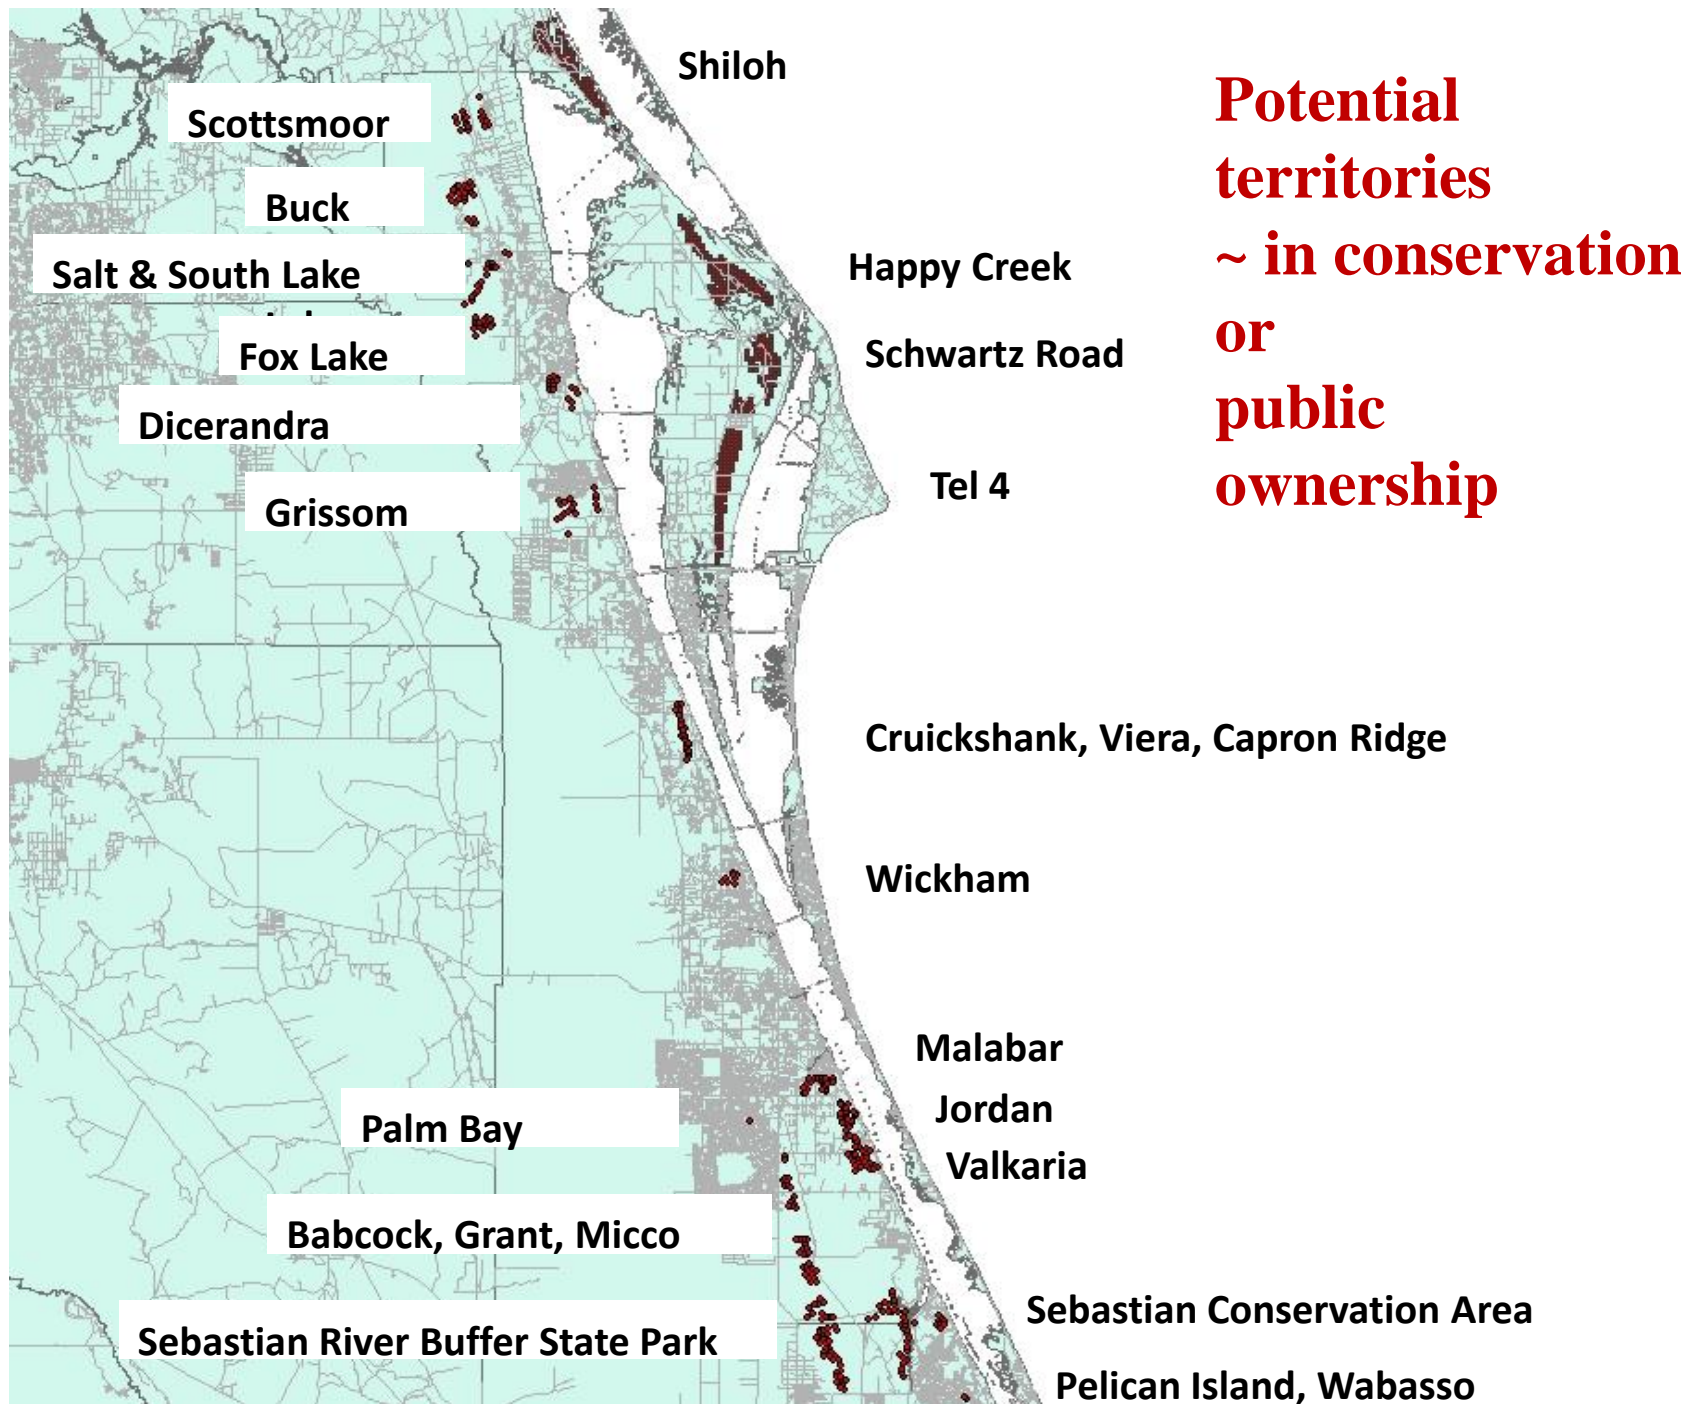 Shiloh
Potential
territories
~ in conservation
or
public
ownership
Scottsmoor
Buck
Salt & South Lake
Happy Creek
Fox Lake
Schwartz Road
Dicerandra
Tel 4
Grissom
Cruickshank, Viera, Capron Ridge
Wickham
Malabar
Jordan
Palm Bay
Valkaria
Babcock, Grant, Micco
Sebastian Conservation Area
Sebastian River Buffer State Park
Pelican Island, Wabasso